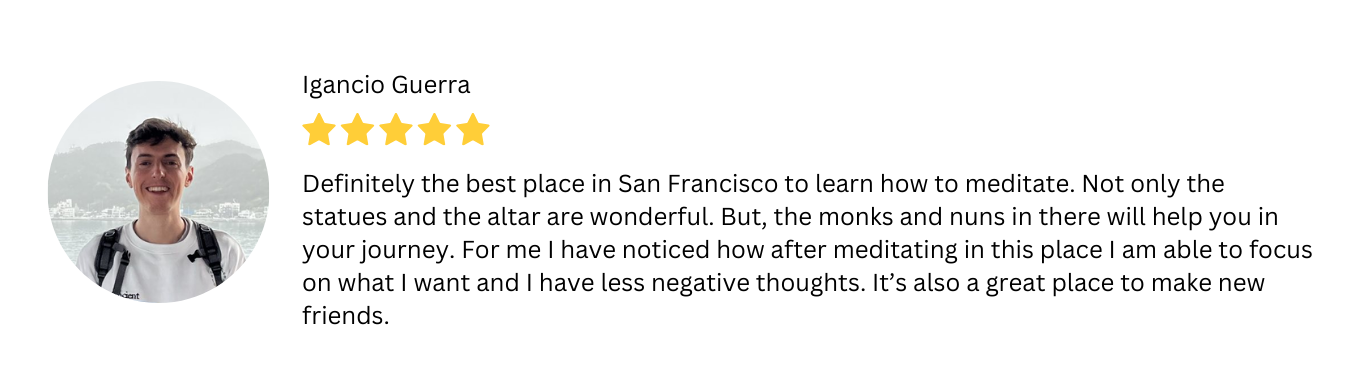 Igancio Guerra
Definitely the best place in San Francisco to learn how to meditate. Not only the
statues and the altar are wonderful. But, the monks and nuns in there will help you in
your journey. For me I have noticed how after meditating in this place I am able to focus
on what I want and I have less negative thoughts. It’s also a great place to make new
friends.